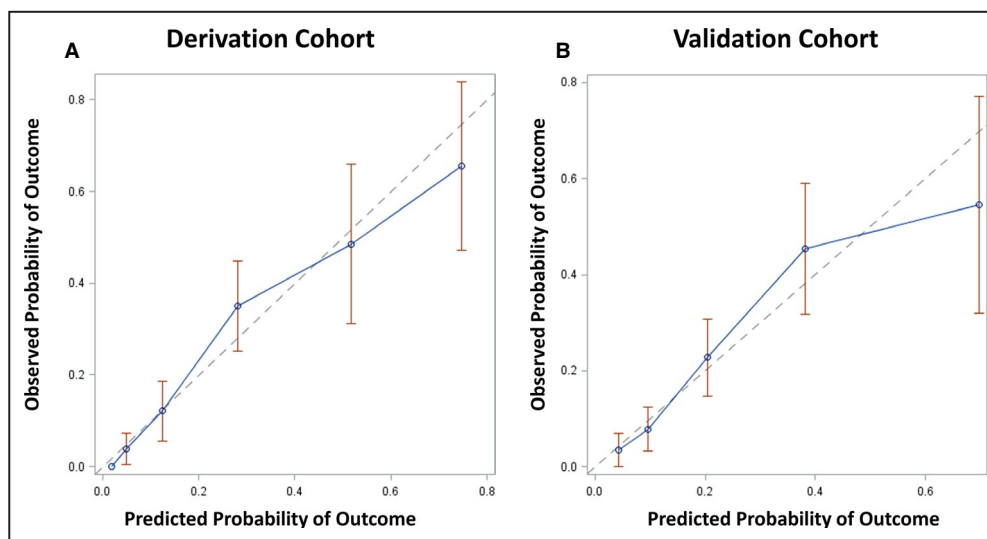 A
Derivation Cohort
Observed Probability of Outcome
0.8
0.6
0.4
0.2
0.0
0.0 0.2 0.4 0.6 0.8
Predicted Probability of Outcome
B
Validation Cohort
Observed Probability of Outcome
0.8
0.6
0.4
0.2
0.0
0.0 0.2 0.4 0.6
Predicted Probability of Outcome